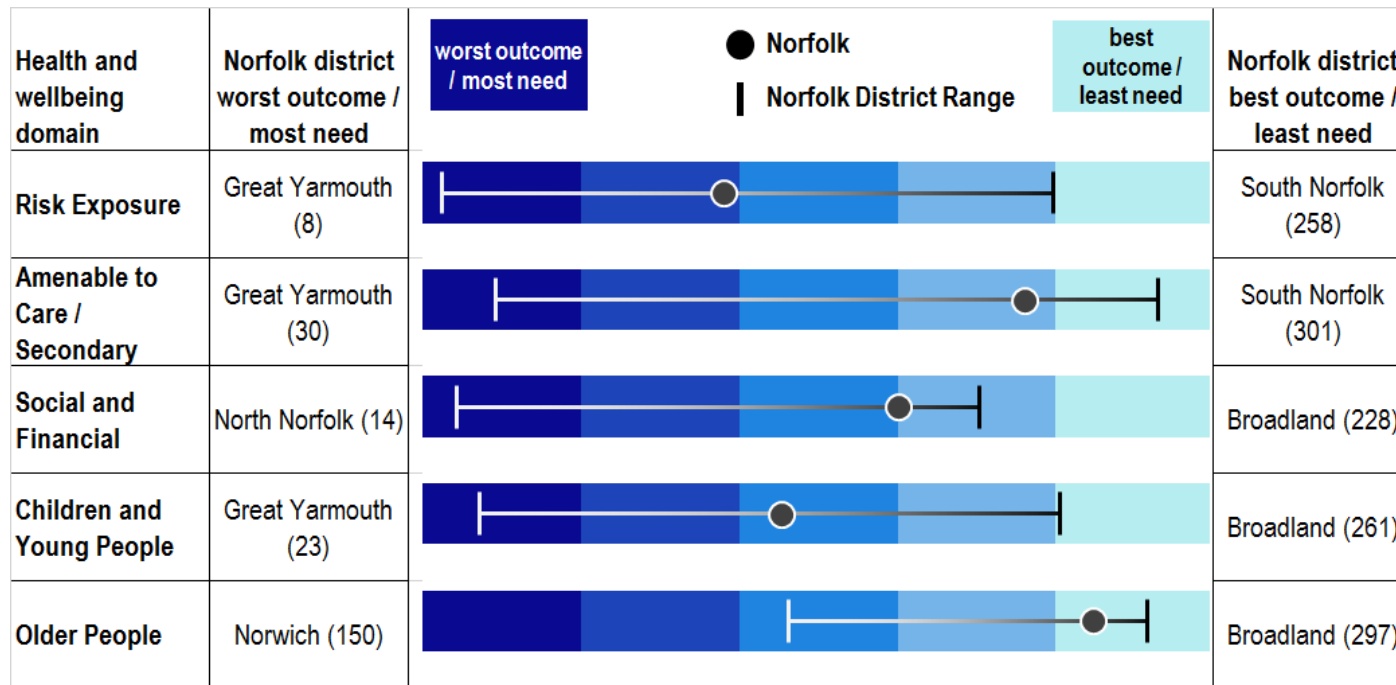 Health and
wellbeing
domain
Norfolk district
worst outcome /
most need
worst outcome
/ most need
Norfolk
Norfolk District Range
best
outcome /
least need
Norfolk district
best outcome /
least need
Risk Exposure
Great Yarmouth
(8)
South Norfolk
(258)
Amenable to
Care /
Secondary
Great Yarmouth
(30)
South Norfolk
(301)
Social and
Financial
North Norfolk (14)
Broadland (228)
Children and
Young People
Great Yarmouth
(23)
Broadland (261)
Older People
Norwich (150)
Broadland (297)